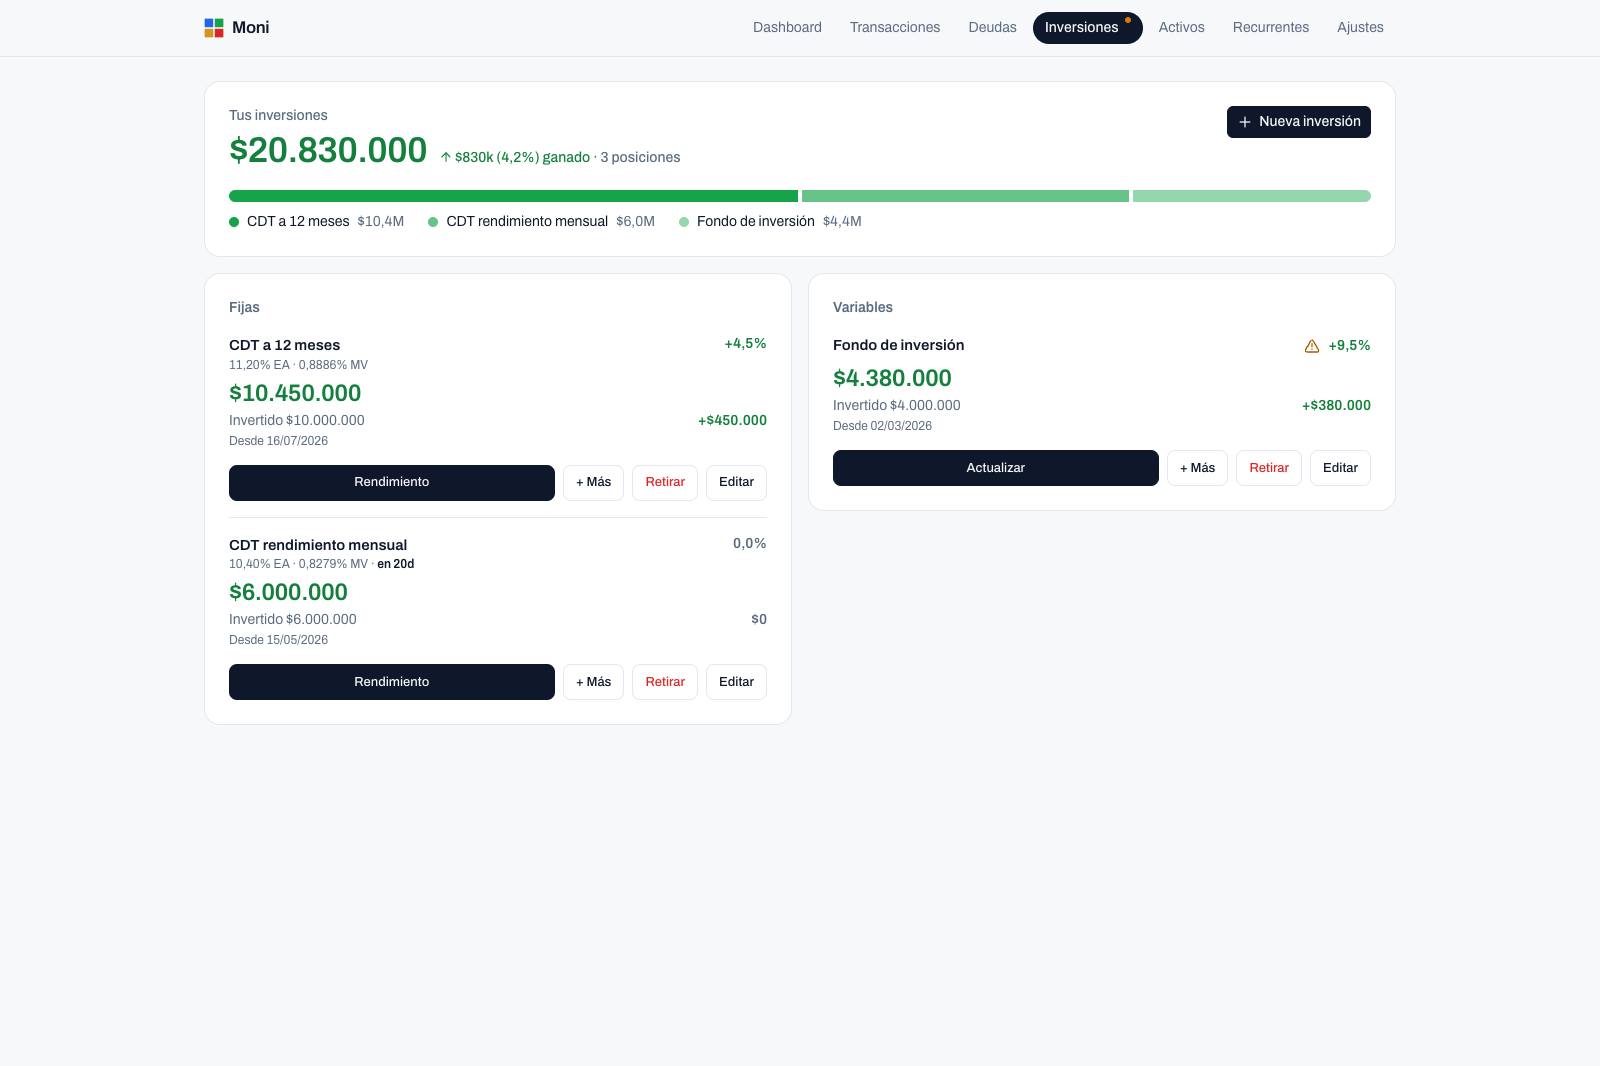 Moni
Dashboard
Transacciones
Deudas
Inversiones
Activos
Recurrentes
Ajustes
Tus inversiones
$20.830.000 ↑ $830k (4,2%) ganado · 3 posiciones
+ Nueva inversión
CDT a 12 meses $10,4M
CDT rendimiento mensual $6,0M
Fondo de inversión $4,4M
Fijas
CDT a 12 meses +4,5%
11,20% EA · 0,8886% MV
$10.450.000
Invertido $10.000.000 +$450.000
Desde 16/07/2026
Rendimiento + Más Retirar Editar
CDT rendimiento mensual 0,0%
10,40% EA · 0,8279% MV · en 20d
$6.000.000
Invertido $6.000.000 $0
Desde 15/05/2026
Rendimiento + Más Retirar Editar
Variables
Fondo de inversión +9,5%
$4.380.000
Invertido $4.000.000 +$380.000
Desde 02/03/2026
Actualizar + Más Retirar Editar